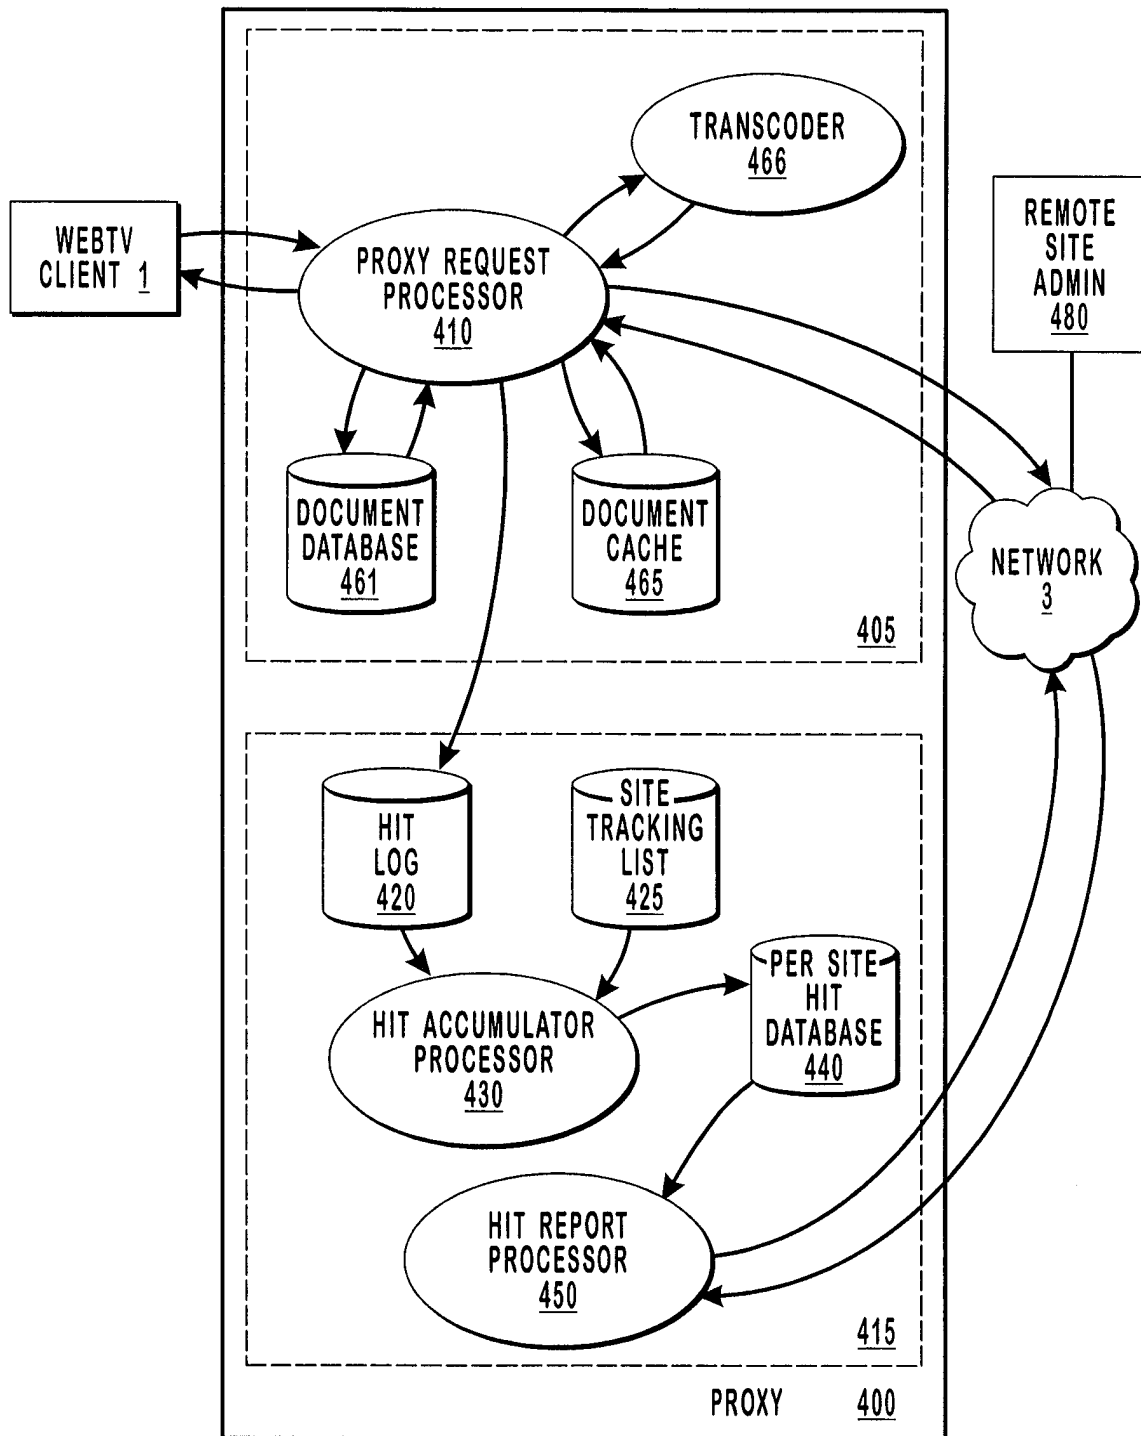 TRANSCODER
466
WEBTV
CLIENT 1
PROXY REQUEST
PROCESSOR
410
REMOTE
SITE
ADMIN
480
DOCUMENT
DATABASE
461
DOCUMENT
CACHE
465
NETWORK
3
405
HIT
LOG
420
SITE
TRACKING
LIST
425
PER SITE
HIT
DATABASE
440
HIT ACCUMULATOR
PROCESSOR
430
HIT REPORT
PROCESSOR
450
415
PROXY 400